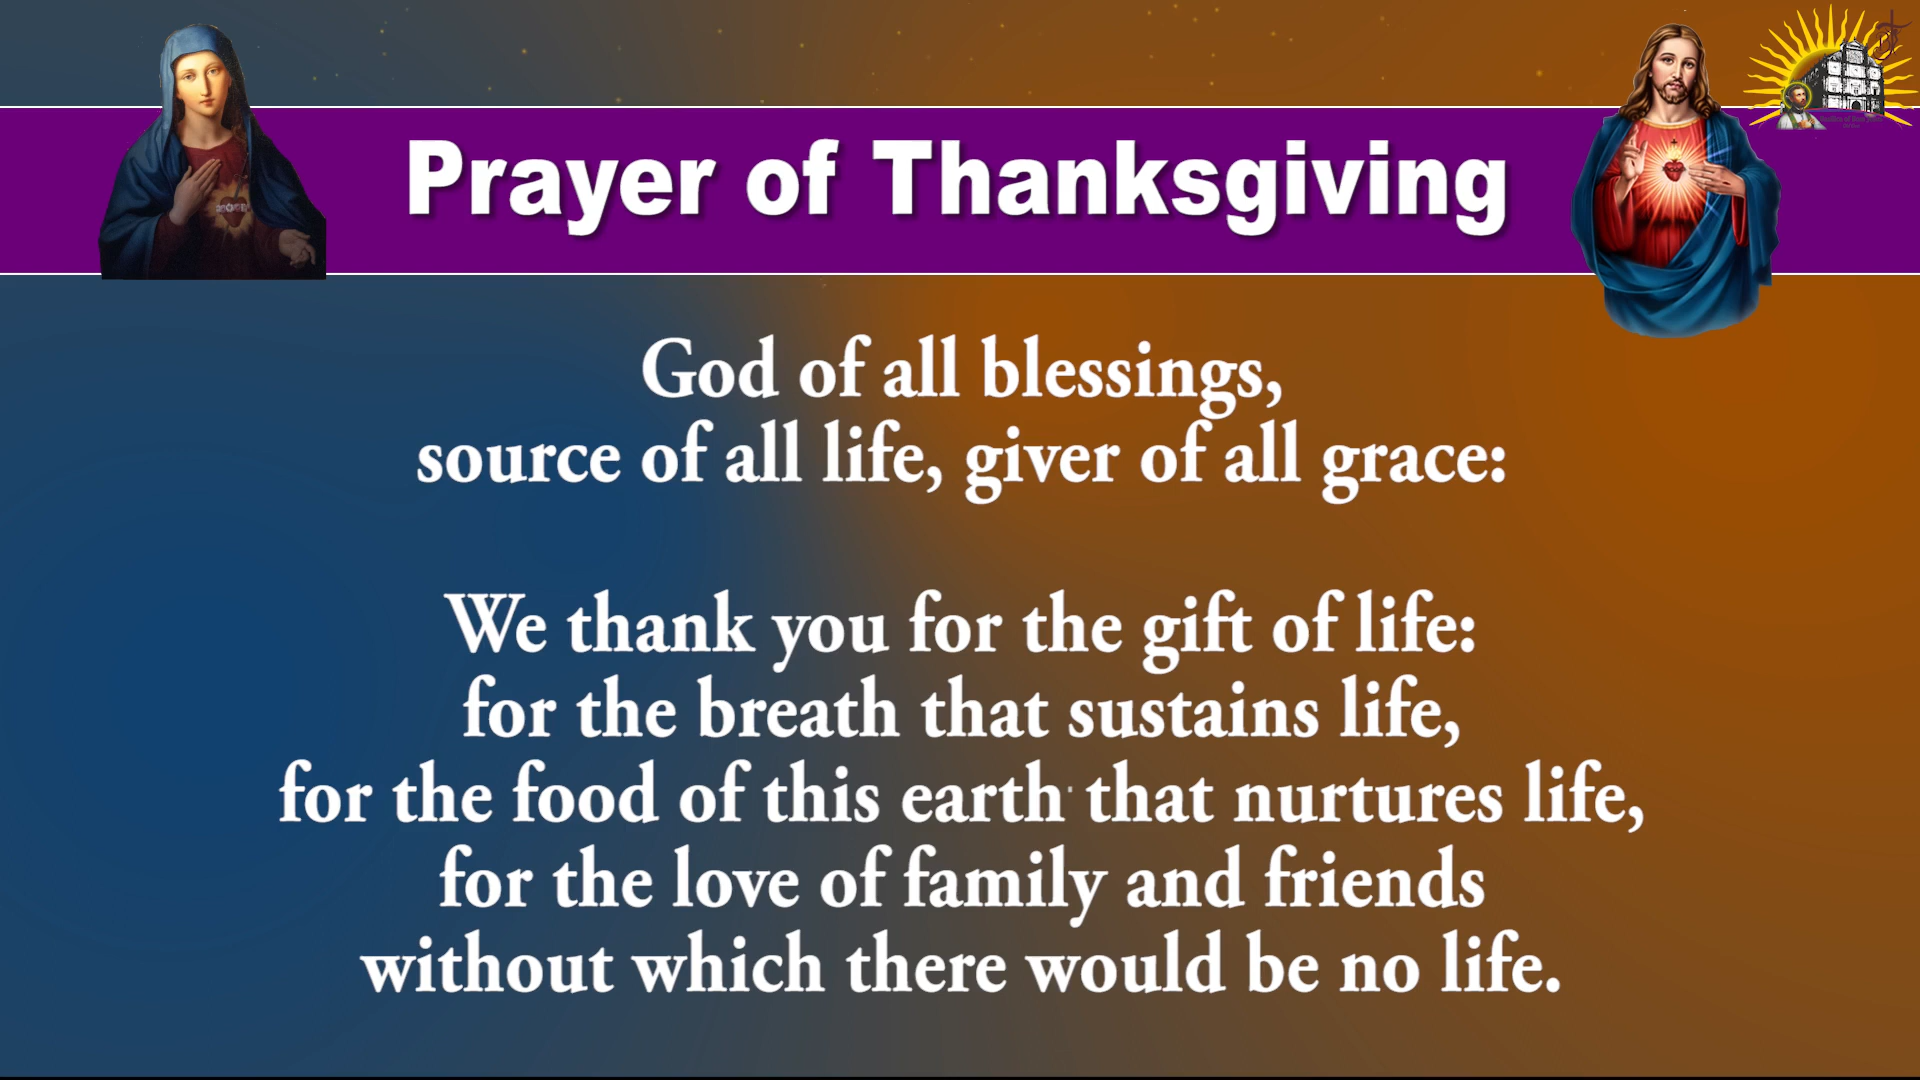 Prayer of Thanksgiving
God of all blessings,
source of all life, giver of all grace:
We thank you for the gift of life:
for the breath that sustains life,
for the food of this earth that nurtures life,
for the love of family and friends
without which there would be no life.